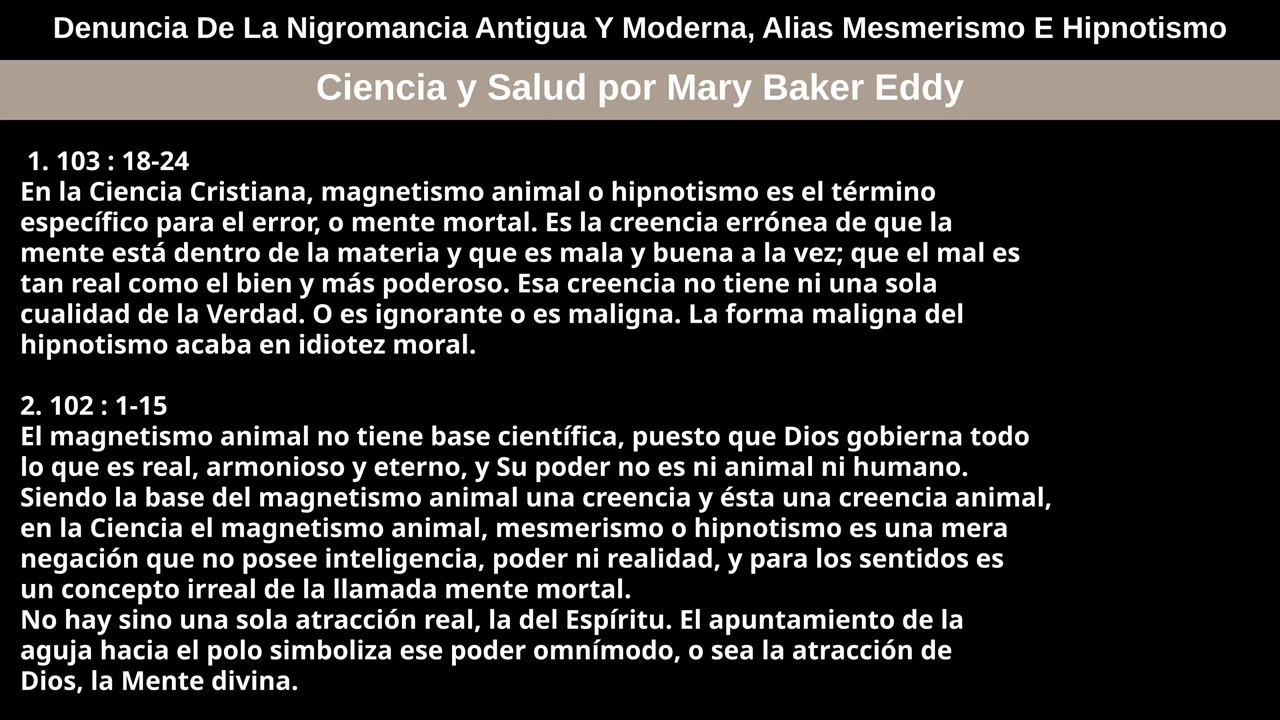 Denuncia De La Nigromancia Antigua Y Moderna, Alias Mesmerismo E Hipnotismo
Ciencia y Salud por Mary Baker Eddy
1. 103 : 18-24
En la Ciencia Cristiana, magnetismo animal o hipnotismo es el término
específico para el error, o mente mortal. Es la creencia errónea de que la
mente está dentro de la materia y que es mala y buena a la vez; que el mal es
tan real como el bien y más poderoso. Esa creencia no tiene ni una sola
cualidad de la Verdad. O es ignorante o es maligna. La forma maligna del
hipnotismo acaba en idiotez moral.
2. 102 : 1-15
El magnetismo animal no tiene base científica, puesto que Dios gobierna todo
lo que es real, armonioso y eterno, y Su poder no es ni animal ni humano.
Siendo la base del magnetismo animal una creencia y ésta una creencia animal,
en la Ciencia el magnetismo animal, mesmerismo o hipnotismo es una mera
negación que no posee inteligencia, poder ni realidad, y para los sentidos es
un concepto irreal de la llamada mente mortal.
No hay sino una sola atracción real, la del Espíritu. El apuntamiento de la
aguja hacia el polo simboliza ese poder omnímodo, o sea la atracción de
Dios, la Mente divina.